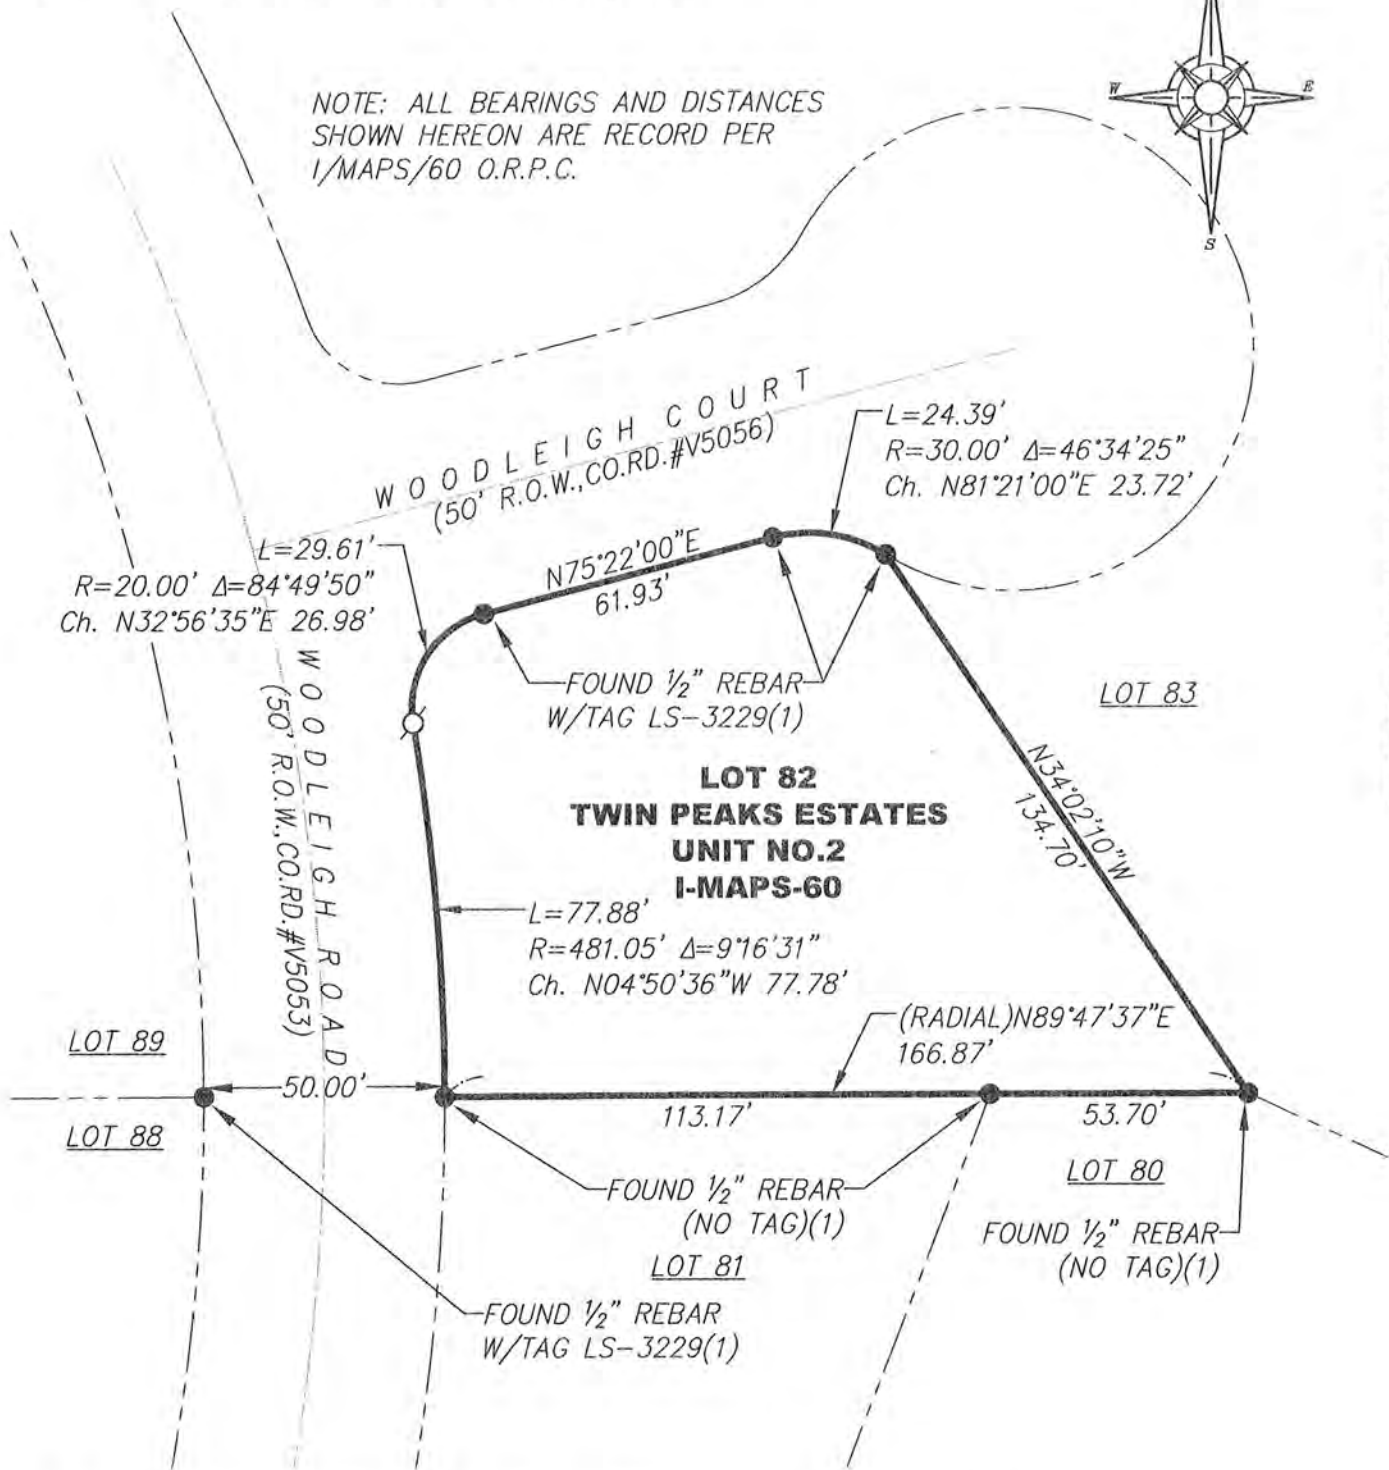 NOTE: ALL BEARINGS AND DISTANCES
SHOWN HEREON ARE RECORD PER
I/MAPS/60 O.R.P.C.
W
E
S
WOODLEIGH COURT
(50' R.O.W.,CO.RD.#V5056)
L=24.39'
R=30.00' Δ=46°34'25"
Ch. N81°21'00"E 23.72'
L=29.61'
R=20.00' Δ=84°49'50"
Ch. N32°56'35"E 26.98'
N75°22'00"E
61.93'
FOUND ½" REBAR
W/TAG LS-3229(1)
LOT 83
WOODLEIGH ROAD
(50' R.O.W.,CO.RD.#V5053)
LOT 82
TWIN PEAKS ESTATES
UNIT NO.2
I-MAPS-60
N34°02'10"W
134.70'
L=77.88'
R=481.05' Δ=9°16'31"
Ch. N04°50'36"W 77.78'
(RADIAL)N89°47'37"E
166.87'
LOT 89
50.00'
LOT 88
113.17'
53.70'
LOT 80
FOUND ½" REBAR
(NO TAG)(1)
FOUND ½" REBAR
(NO TAG)(1)
LOT 81
FOUND ½" REBAR
W/TAG LS-3229(1)